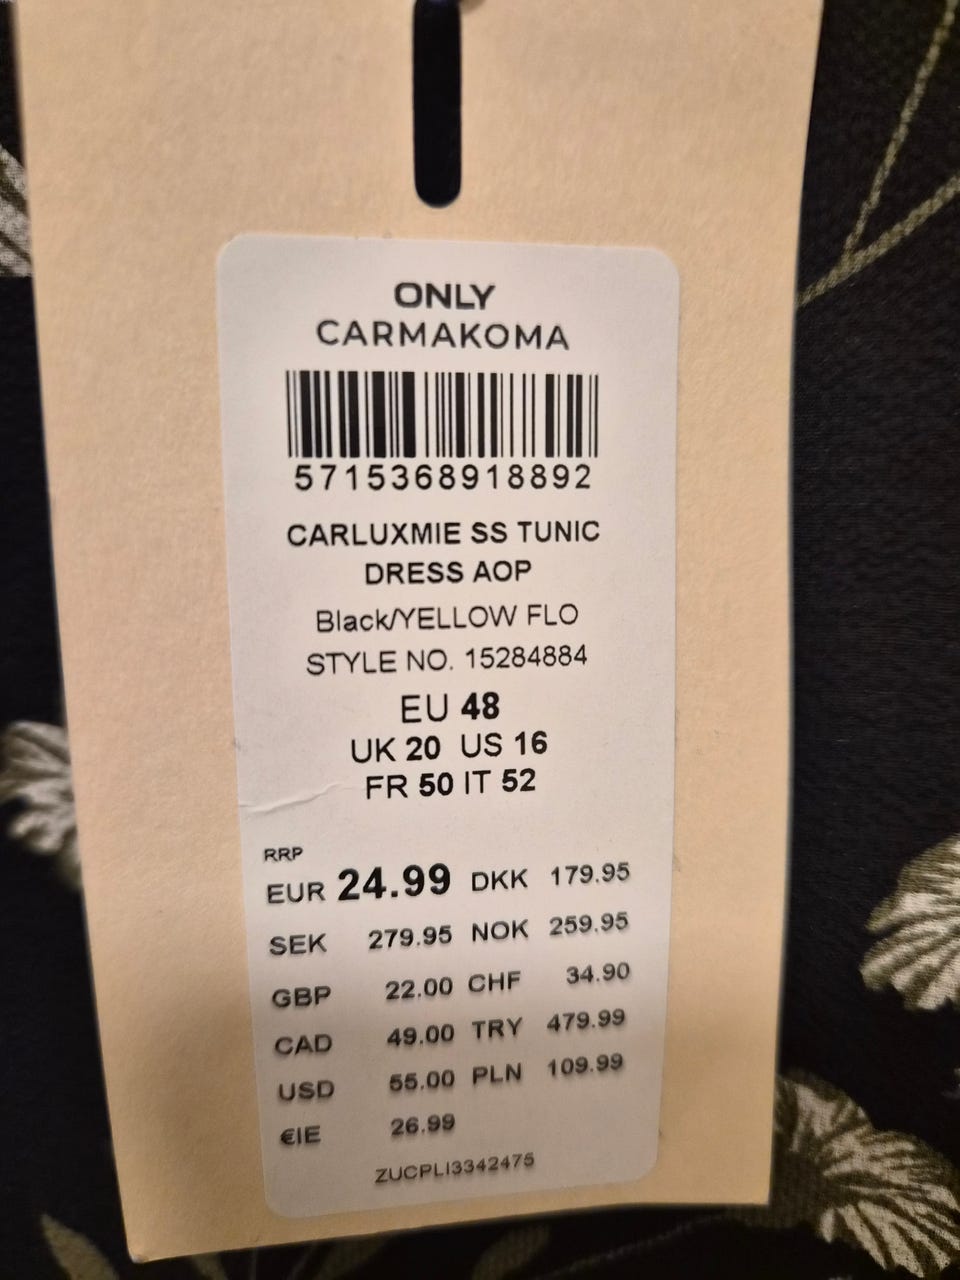 ONLY
CARMAKOMA
5715368918892
CARLUXMIE SS TUNIC
DRESS AOP
Black/YELLOW FLO
STYLE NO. 15284884
EU 48
UK 20 US 16
FR 50 IT 52
RRP
EUR 24.99 DKK 179.95
SEK 279.95 NOK 259.95
GBP 22.00 CHF 34.90
CAD 49.00 TRY 479.99
USD 55.00 PLN 109.99
€IE 26.99
ZUCPLI3342475